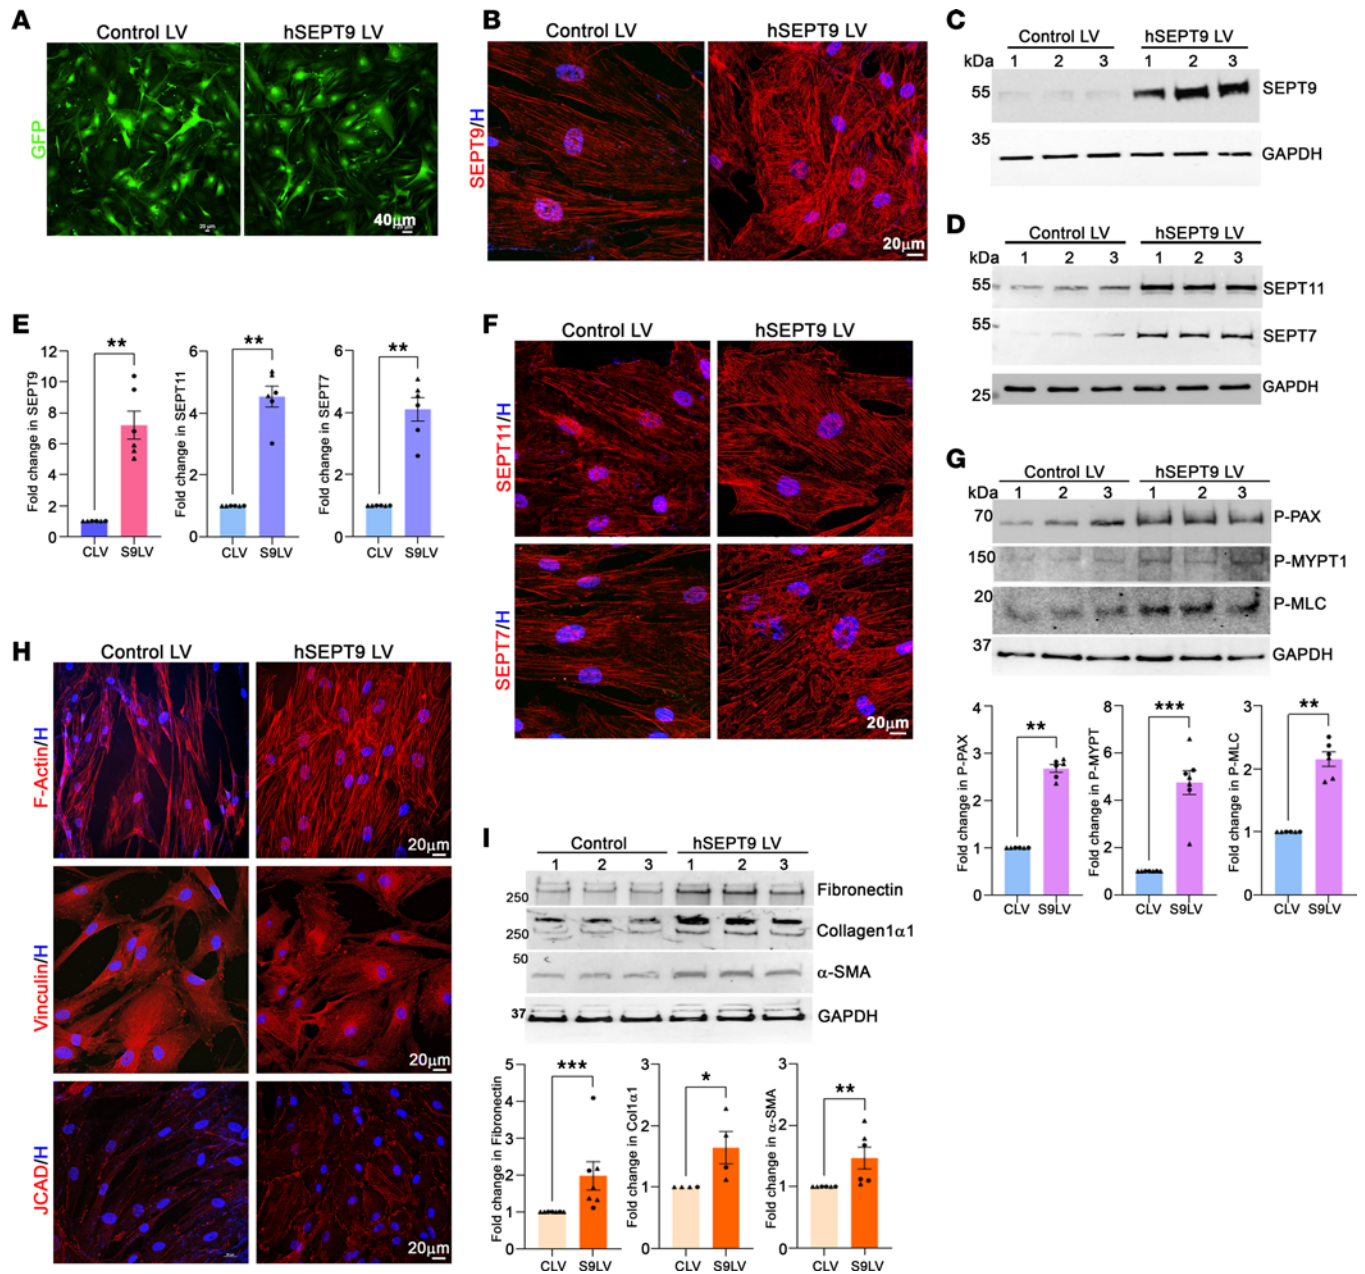 A
Control LV
hSEPT9 LV
GFP
40µm
20 µm
B
Control LV
hSEPT9 LV
SEPT9/H
20µm
C
Control LV
hSEPT9 LV
kDa
1
2
3
1
2
3
55
SEPT9
35
GAPDH
D
Control LV
hSEPT9 LV
kDa
1
2
3
1
2
3
55
SEPT11
55
SEPT7
25
GAPDH
E
Fold change in SEPT9
12
10
8
6
4
2
0
**
CLV
S9LV
Fold change in SEPT11
6
4
2
0
**
CLV
S9LV
Fold change in SEPT7
6
4
2
0
**
CLV
S9LV
F
Control LV
hSEPT9 LV
SEPT11/H
SEPT7/H
20µm
G
Control LV
hSEPT9 LV
kDa
1
2
3
1
2
3
70
P-PAX
150
P-MYPT1
20
P-MLC
37
GAPDH
Fold change in P-PAX
4
3
2
1
0
**
CLV
S9LV
Fold change in P-MYPT
8
6
4
2
0
***
CLV
S9LV
Fold change in P-MLC
3
2
1
0
**
CLV
S9LV
H
Control LV
hSEPT9 LV
F-Actin/H
20µm
Vinculin/H
20µm
JCAD/H
20µm
I
Control
hSEPT9 LV
1
2
3
1
2
3
250
Fibronectin
250
Collagen1α1
50
α-SMA
37
GAPDH
Fold change in Fibronectin
5
4
3
2
1
0
***
CLV
S9LV
Fold change in Col1α1
3
2
1
0
*
CLV
S9LV
Fold change in α-SMA
3
2
1
0
**
CLV
S9LV